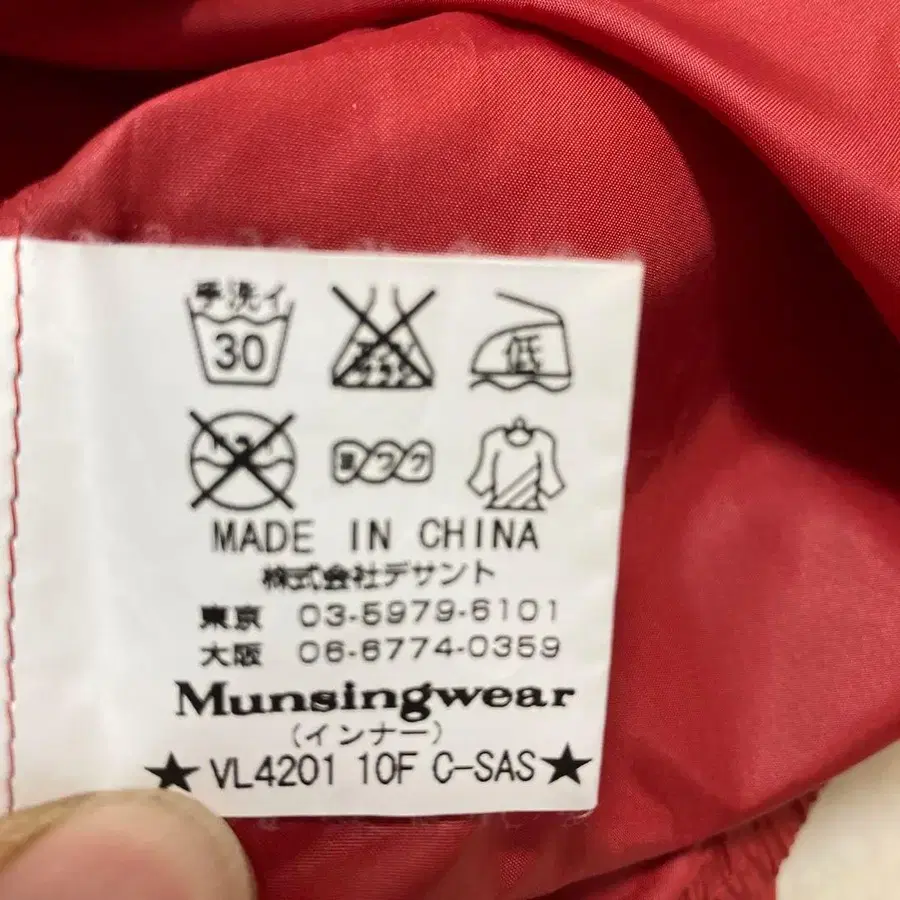 手洗イ
30
低
MADE IN CHINA
株式会社デサント
東京 03-5979-6101
大阪 06-6774-0359
Munsingwear
(インナー)
★VL4201 10F C-SAS★